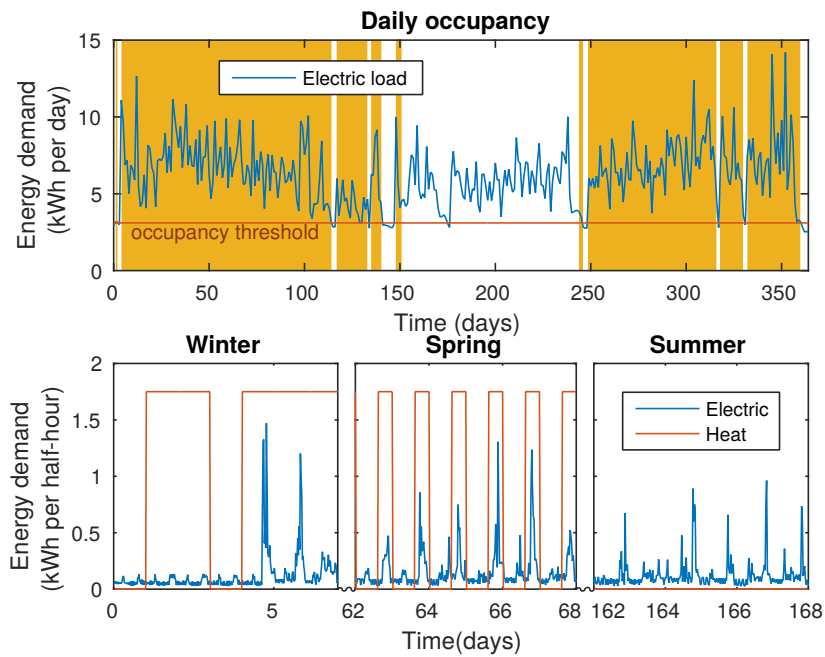 Daily occupancy
15
10
5
0
Energy demand
(kWh per day)
Electric load
occupancy threshold
0 50 100 150 200 250 300 350
Time (days)
Winter Spring Summer
2
1.5
1
0.5
0
Energy demand
(kWh per half-hour)
Electric
Heat
0 5 62 64 66 68 162 164 166 168
Time(days)